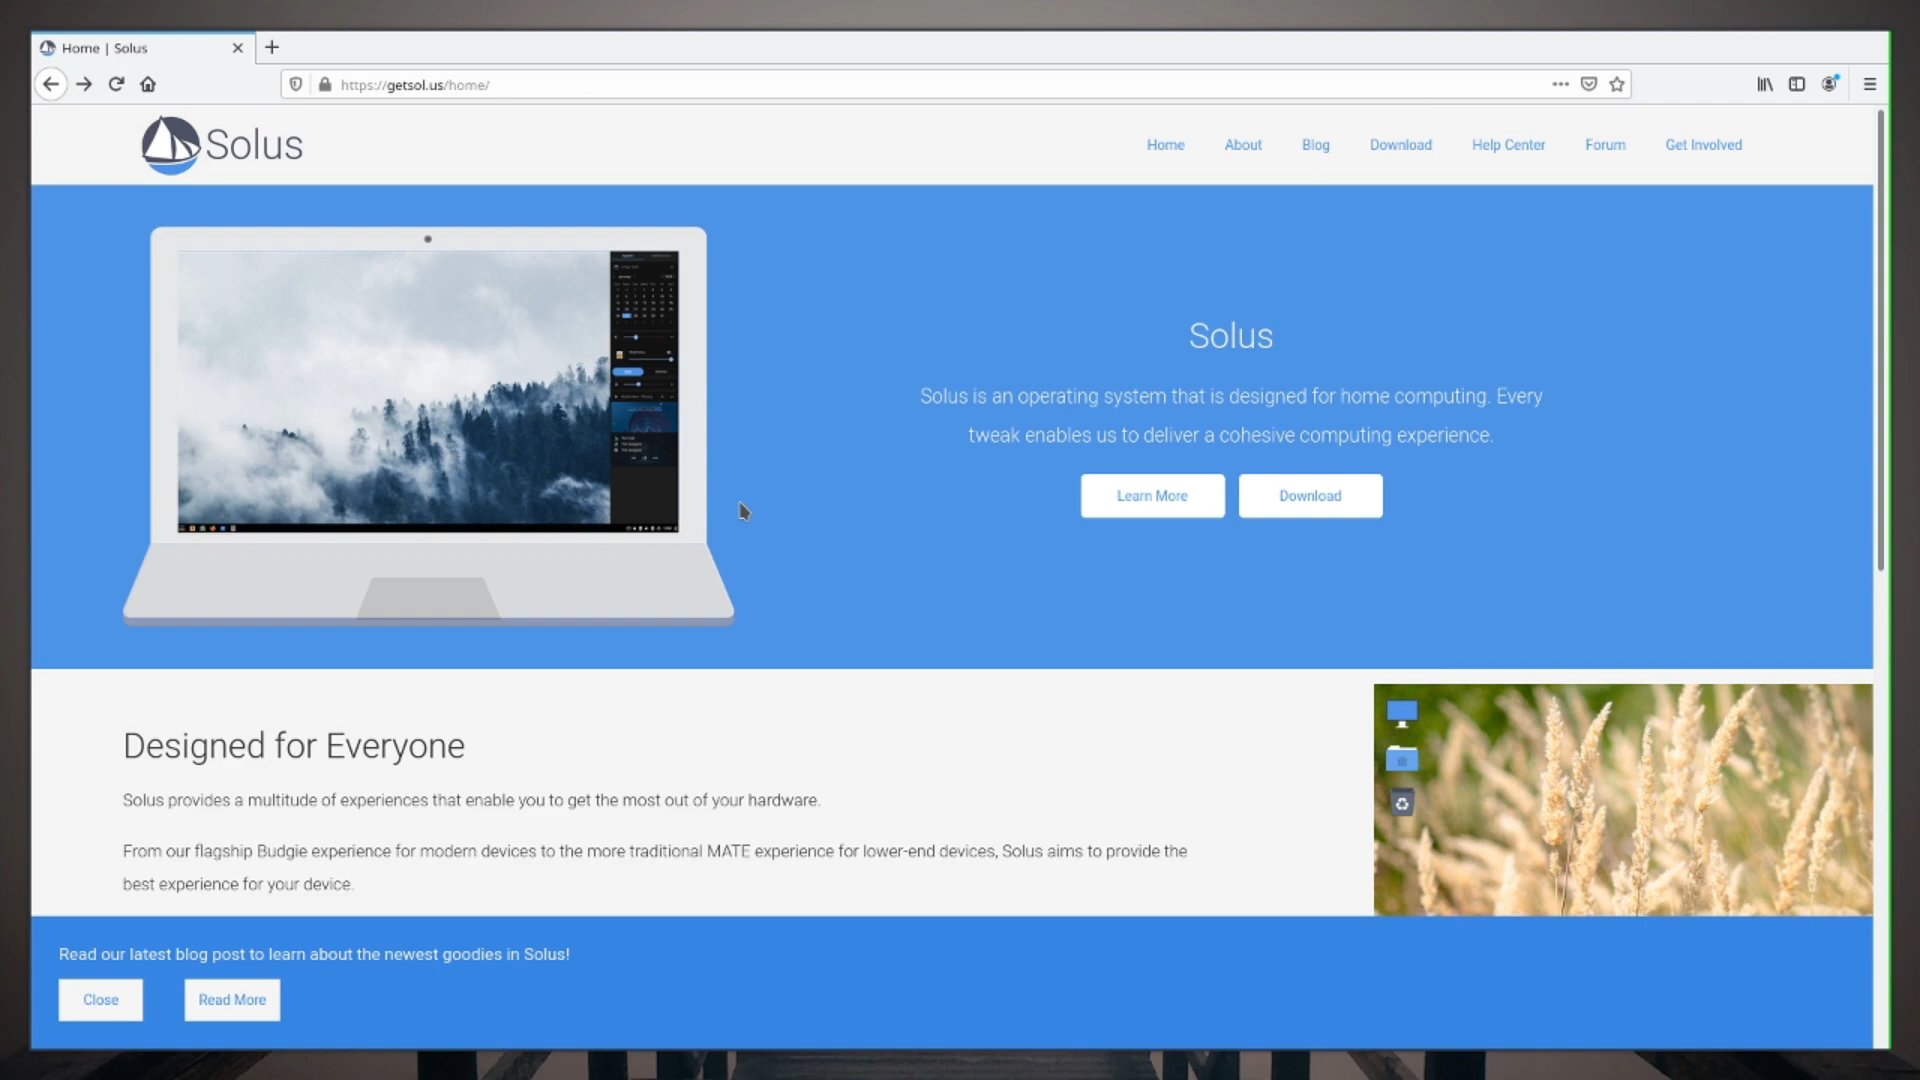 Home | Solus
https://getsol.us/home/
Solus
Home
About
Blog
Download
Help Center
Forum
Get Involved
Solus
Solus is an operating system that is designed for home computing. Every
tweak enables us to deliver a cohesive computing experience.
Learn More
Download
Designed for Everyone
Solus provides a multitude of experiences that enable you to get the most out of your hardware.
From our flagship Budgie experience for modern devices to the more traditional MATE experience for lower-end devices, Solus aims to provide the
best experience for your device.
Read our latest blog post to learn about the newest goodies in Solus!
Close
Read More